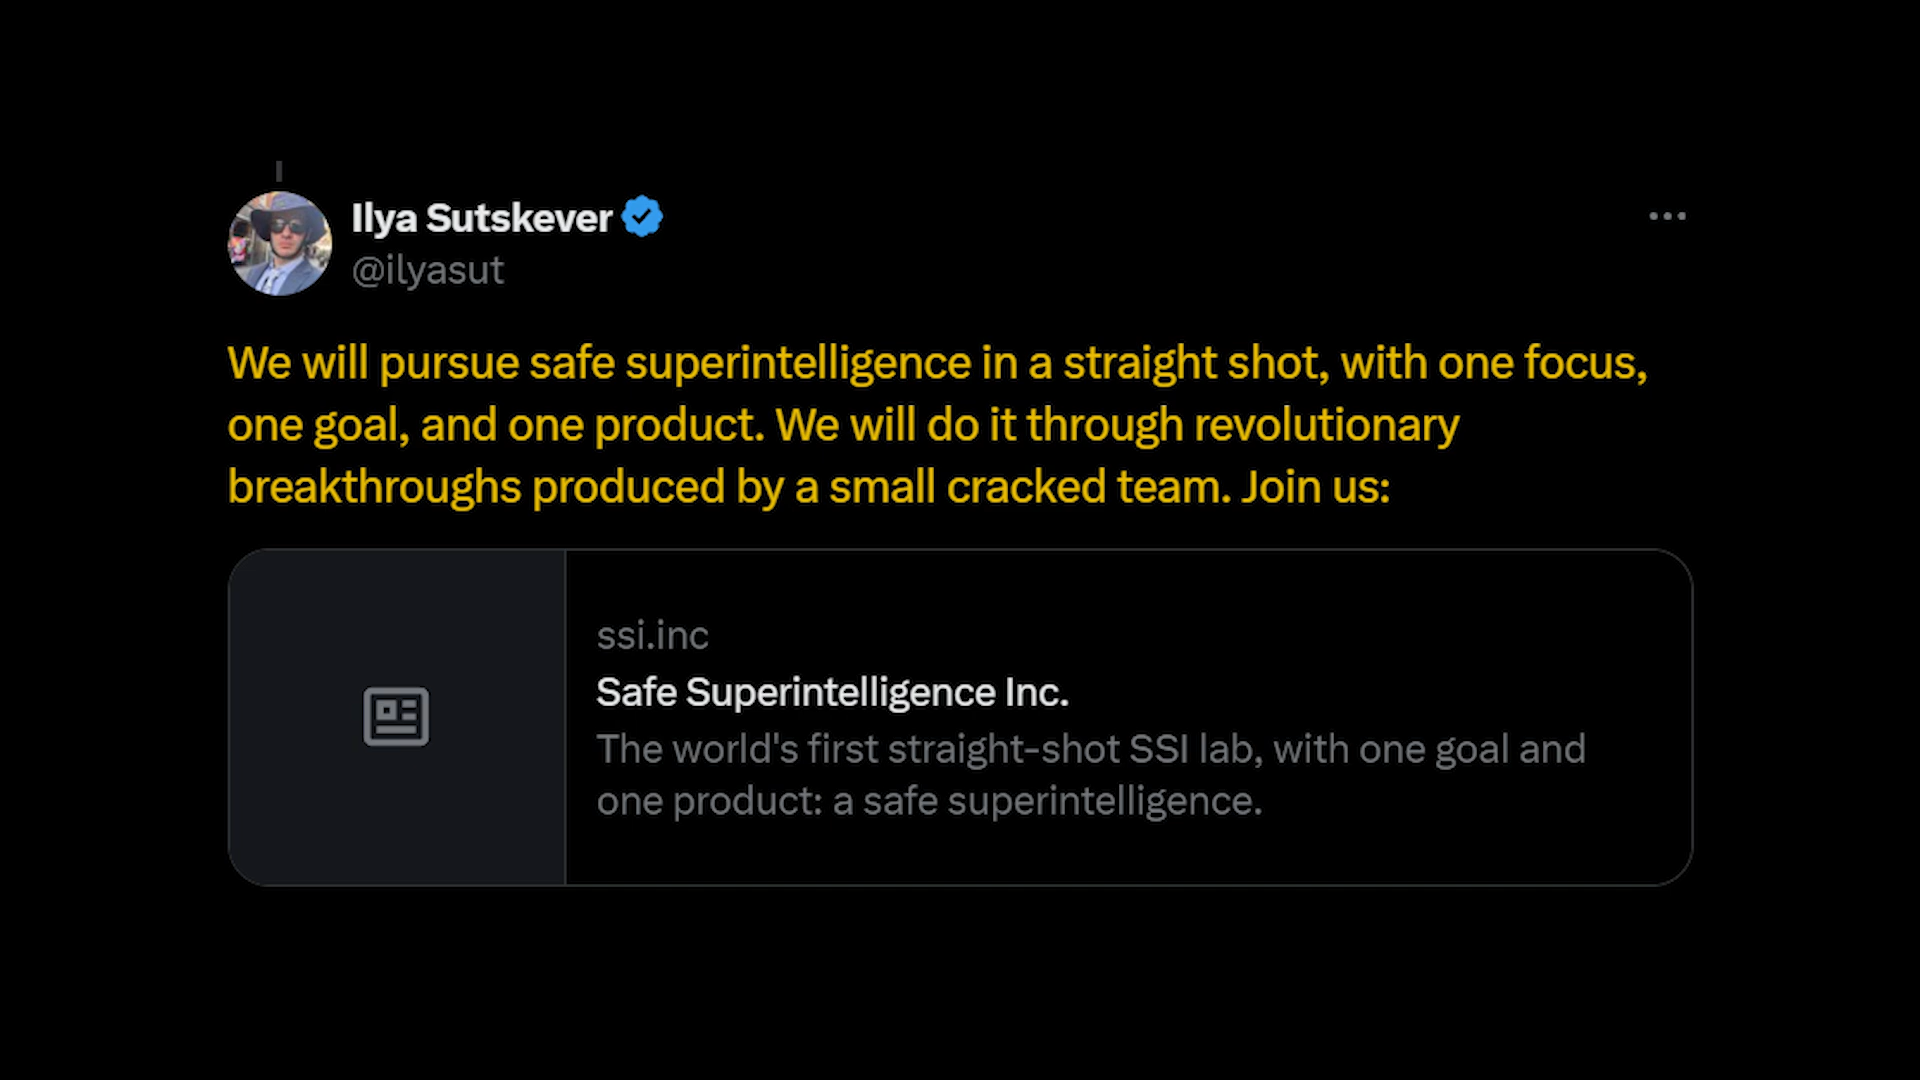 Ilya Sutskever
@ilyasut
We will pursue safe superintelligence in a straight shot, with one focus,
one goal, and one product. We will do it through revolutionary
breakthroughs produced by a small cracked team. Join us:
ssi.inc
Safe Superintelligence Inc.
The world's first straight-shot SSI lab, with one goal and
one product: a safe superintelligence.